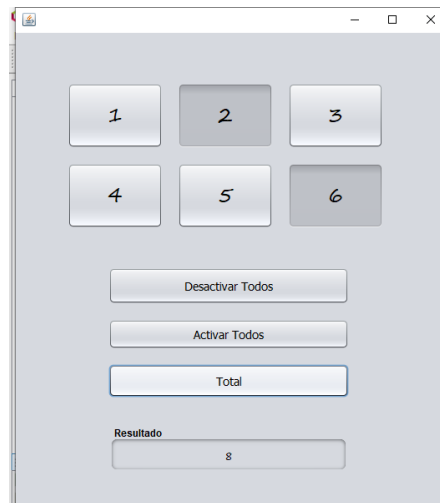 1 2 3
4 5 6
Desactivar Todos
Activar Todos
Total
Resultado
8